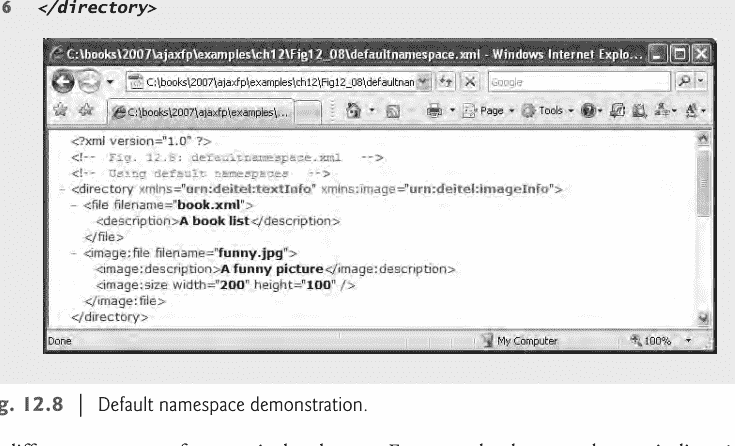 6 </directory>
C:\books\2007\ajaxfp\examples\ch12\Fig12_08\defaultnamespace.xml - Windows Internet Explo...
C:\books\2007\ajaxfp\examples\ch12\Fig12_08\defaultnan
Google
C:\books\2007\ajaxfp\examples\...
Page
Tools
<?xml version="1.0" ?>
<!-- Fig. 12.8: defaultnamespace.xml -->
<!-- Using default namespaces -->
- <directory xmlns="urn:deitel:textInfo" xmlns:image="urn:deitel:imageInfo">
- <file filename="book.xml">
<description>A book list</description>
</file>
- <image:file filename="funny.jpg">
<image:description>A funny picture</image:description>
<image:size width="200" height="100" />
</image:file>
</directory>
Done
My Computer
100%
g. 12.8 | Default namespace demonstration.